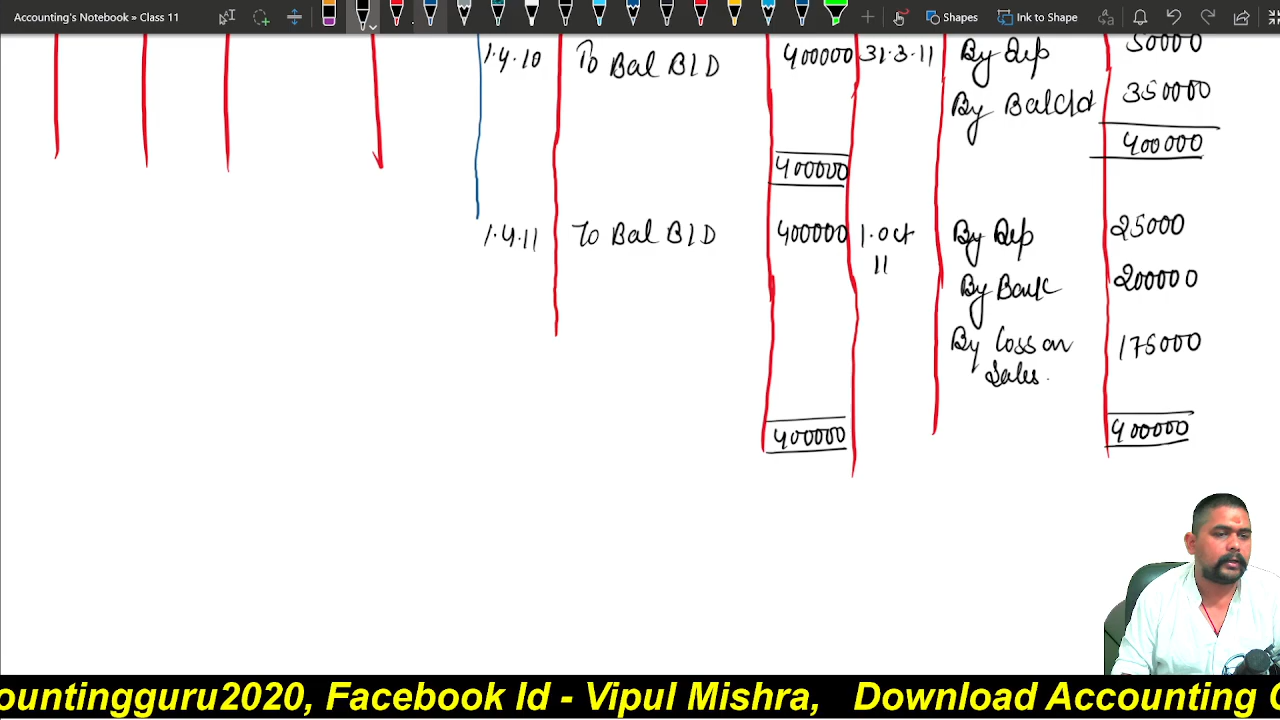 Accounting's Notebook » Class 11
Shapes
Ink to Shape
1.4.10 To Bal B/D 400000 31.3.11 By Dep 50000
By Bal C/d 350000
400000
400000
1.4.11 To Bal B/D 400000 1.Oct By Dep 25000
11
By Bank 200000
By Loss on 175000
Sales.
400000 400000
ountingguru2020, Facebook Id - Vipul Mishra, Download Accounting